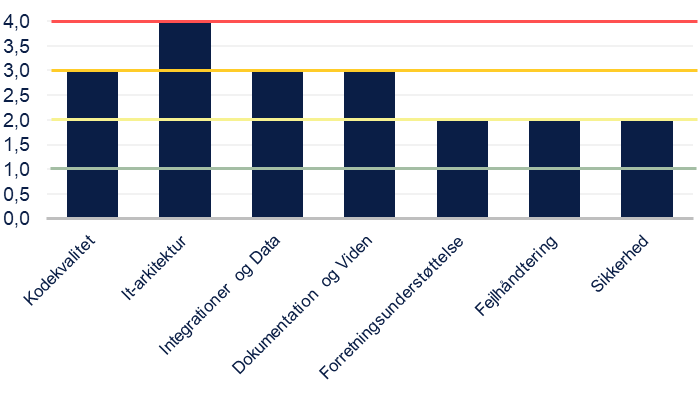 4,0
3,5
3,0
2,5
2,0
1,5
1,0
0,5
0,0
Kodekvalitet
It-arkitektur
Integrationer og Data
Dokumentation og Viden
Forretningsunderstøttelse
Fejlhåndtering
Sikkerhed